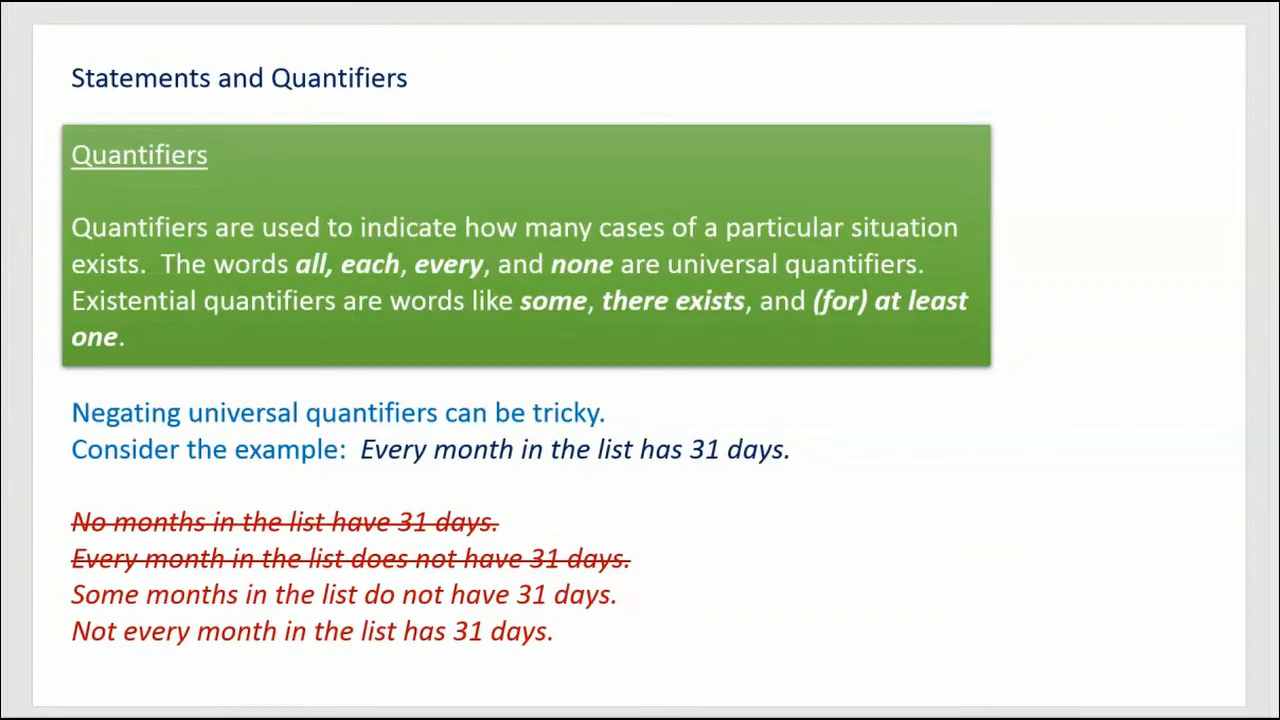 Statements and Quantifiers
Quantifiers
Quantifiers are used to indicate how many cases of a particular situation
exists. The words all, each, every, and none are universal quantifiers.
Existential quantifiers are words like some, there exists, and (for) at least
one.
Negating universal quantifiers can be tricky.
Consider the example: Every month in the list has 31 days.
No months in the list have 31 days.
Every month in the list does not have 31 days.
Some months in the list do not have 31 days.
Not every month in the list has 31 days.